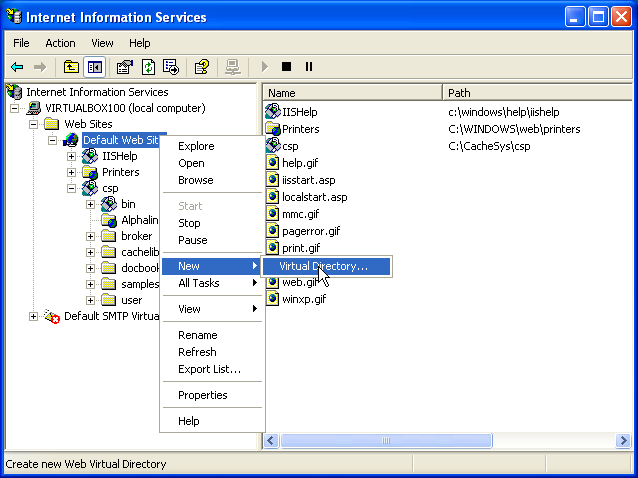 Internet Information Services
File Action View Help
Internet Information Services
VIRTUALBOX100 (local computer)
Web Sites
Default Web Sit
IISHelp
Printers
csp
bin
Alphalin
broker
cachelib
docbook
samples
user
Default SMTP Virtua
Explore
Open
Browse
Start
Stop
Pause
New
All Tasks
View
Rename
Refresh
Export List...
Properties
Help
Virtual Directory...
Name Path
IISHelp c:\windows\help\iishelp
Printers C:\WINDOWS\web\printers
csp C:\CacheSys\csp
help.gif
iisstart.asp
localstart.asp
mmc.gif
pagerror.gif
print.gif
web.gif
winxp.gif
Create new Web Virtual Directory